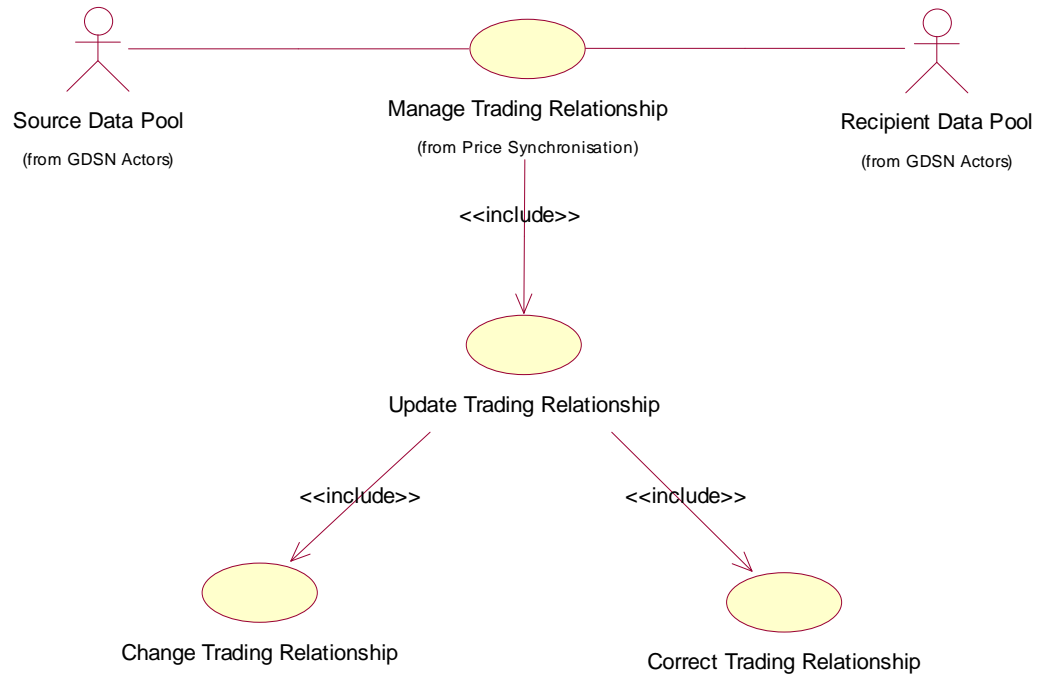 Source Data Pool
(from GDSN Actors)
Manage Trading Relationship
(from Price Synchronisation)
Recipient Data Pool
(from GDSN Actors)
<<include>>
Update Trading Relationship
<<include>>
<<include>>
Change Trading Relationship
Correct Trading Relationship